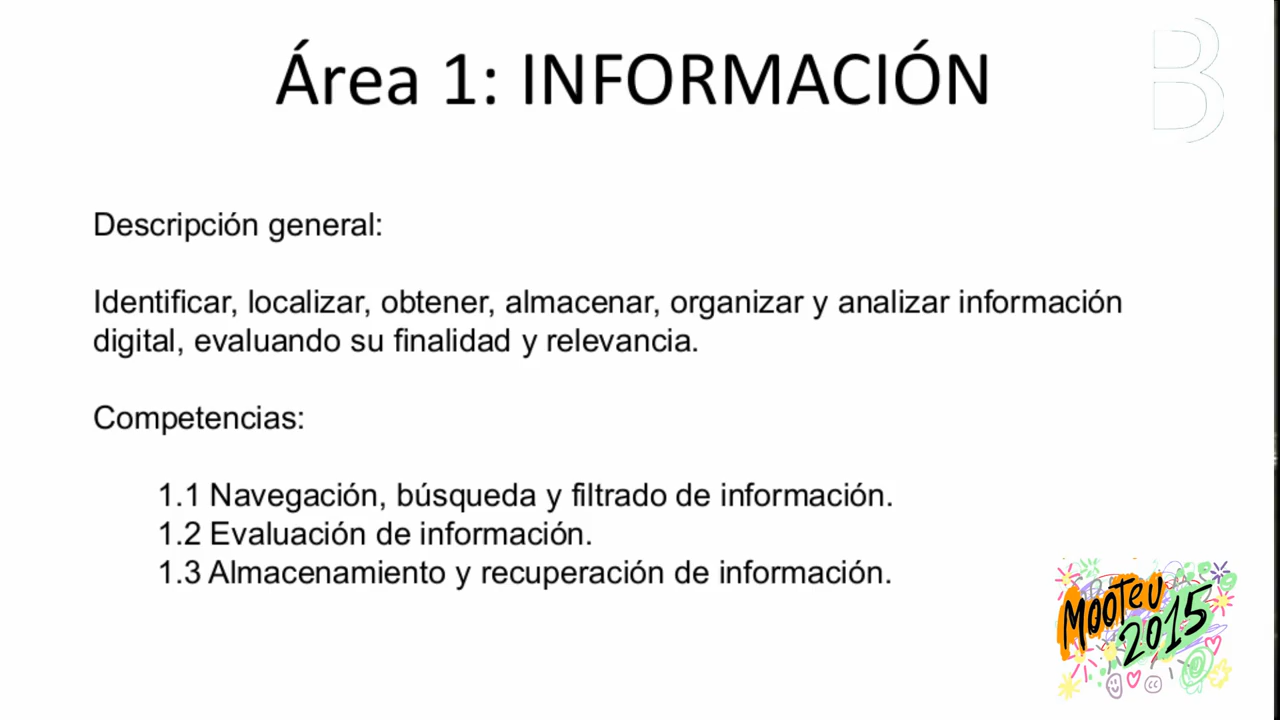 Área 1: INFORMACIÓN
B
Descripción general:
Identificar, localizar, obtener, almacenar, organizar y analizar información
digital, evaluando su finalidad y relevancia.
Competencias:
1.1 Navegación, búsqueda y filtrado de información.
1.2 Evaluación de información.
1.3 Almacenamiento y recuperación de información.
MOOTeU
2015
cc